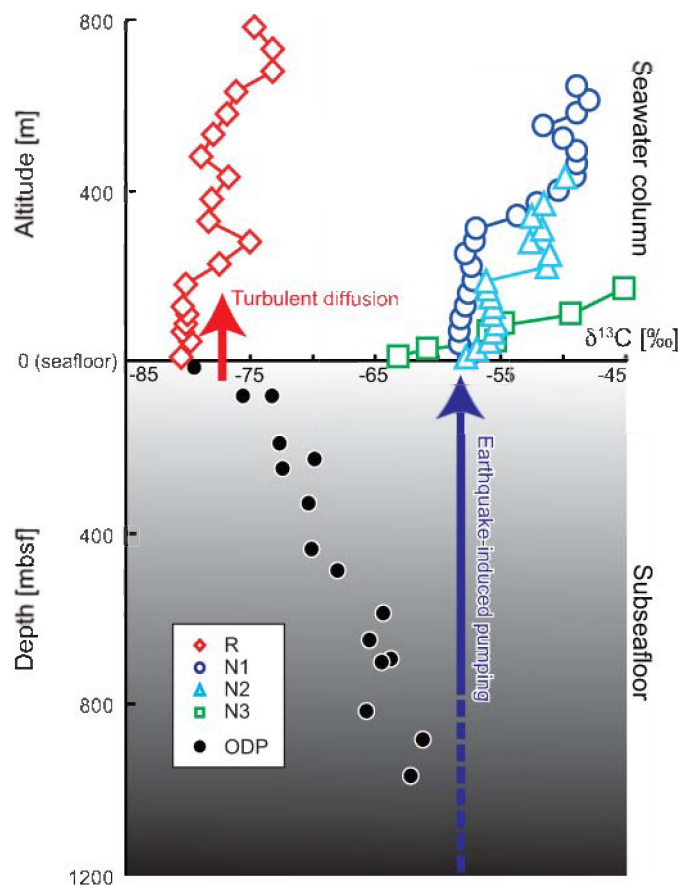 800
Altitude [m]
Seawater column
400
Turbulent diffusion
δ¹³C [‰]
0 (seafloor)
-85
-75
-65
-55
-45
Earthquake-induced pumping
400
Depth [mbsf]
Subseafloor
R
N1
N2
N3
ODP
800
1200